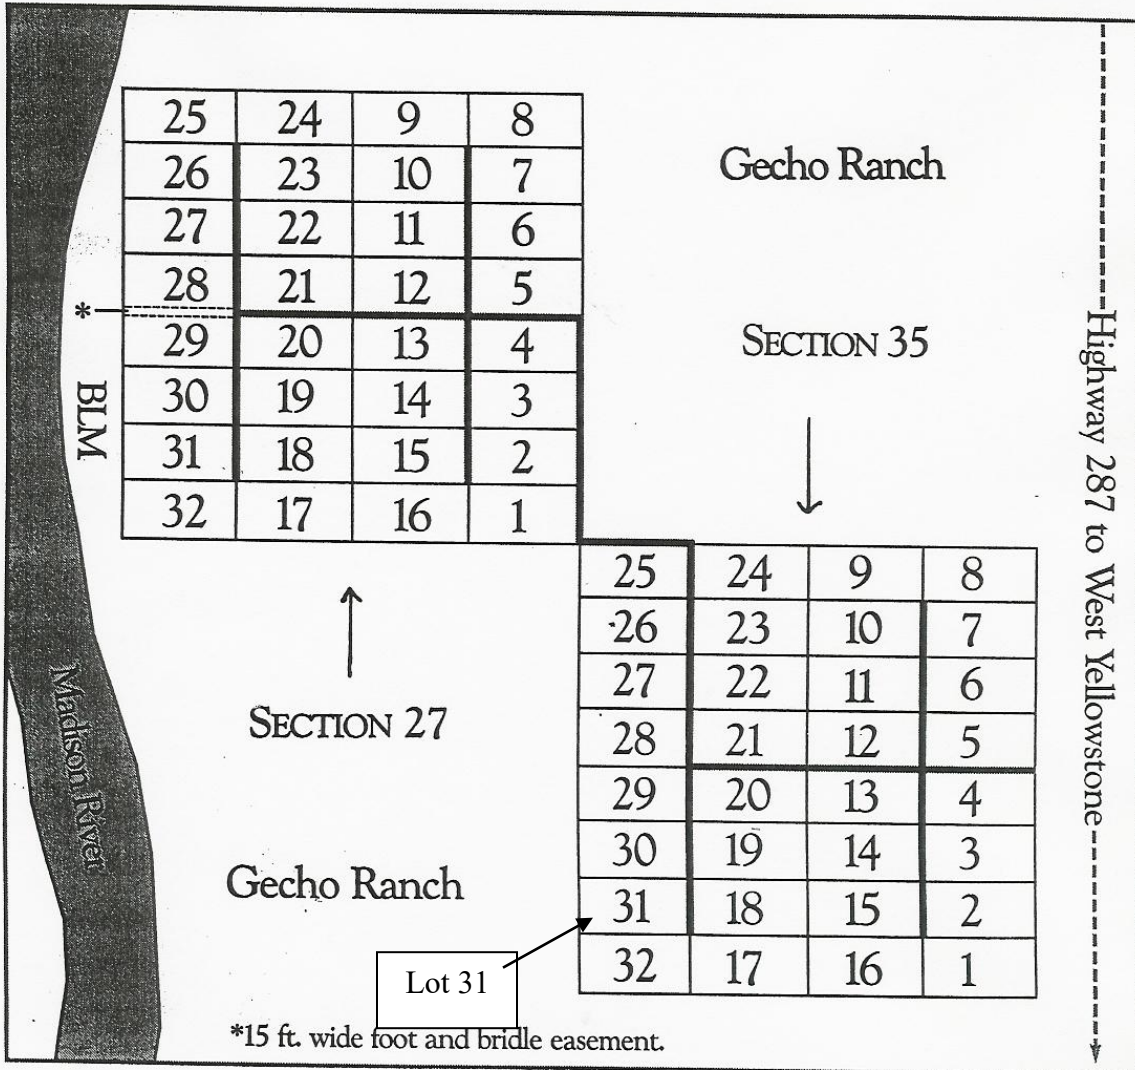 25 24 9 8
26 23 10 7
27 22 11 6
28 21 12 5
*
29 20 13 4
30 19 14 3
31 18 15 2
32 17 16 1
BLM
Madison River
Gecho Ranch
SECTION 35
Highway 287 to West Yellowstone
SECTION 27
Gecho Ranch
25 24 9 8
26 23 10 7
27 22 11 6
28 21 12 5
29 20 13 4
30 19 14 3
31 18 15 2
32 17 16 1
Lot 31
*15 ft. wide foot and bridle easement.